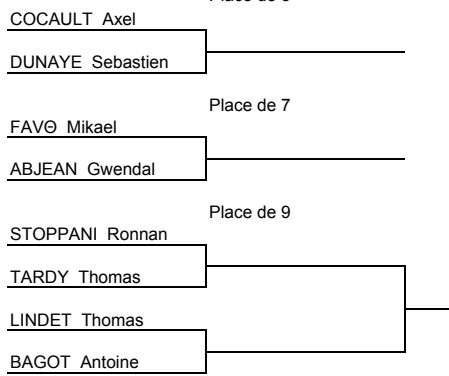 COCAULT Axel
DUNAYE Sebastien
Place de 7
FAVΘ Mikael
ABJEAN Gwendal
Place de 9
STOPPANI Ronnan
TARDY Thomas
LINDET Thomas
BAGOT Antoine